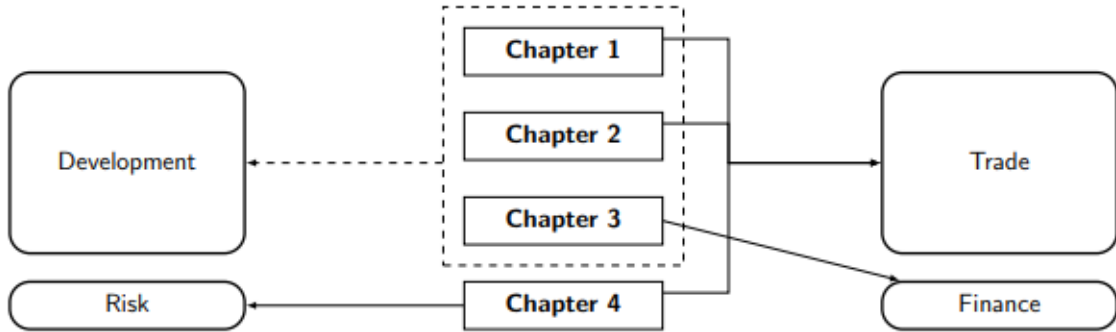 Chapter 1
Chapter 2
Development
Trade
Chapter 3
Risk
Chapter 4
Finance